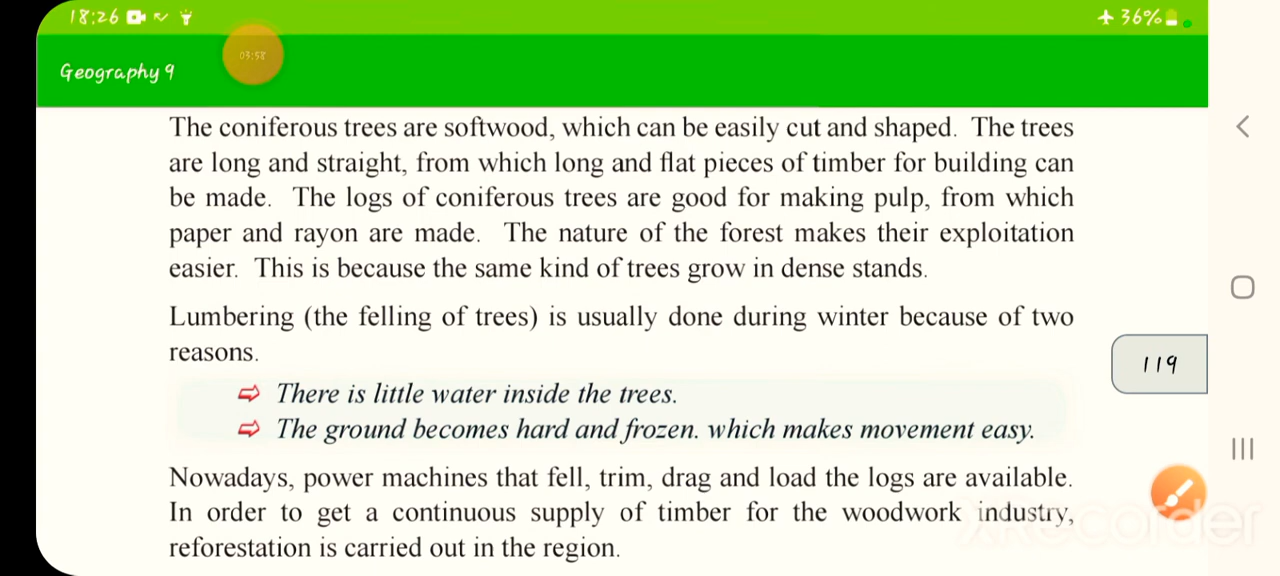 18:26
36%
Geography 9
03:58
The coniferous trees are softwood, which can be easily cut and shaped. The trees
are long and straight, from which long and flat pieces of timber for building can
be made. The logs of coniferous trees are good for making pulp, from which
paper and rayon are made. The nature of the forest makes their exploitation
easier. This is because the same kind of trees grow in dense stands.
Lumbering (the felling of trees) is usually done during winter because of two
reasons.
119
⇨ There is little water inside the trees.
⇨ The ground becomes hard and frozen. which makes movement easy.
Nowadays, power machines that fell, trim, drag and load the logs are available.
In order to get a continuous supply of timber for the woodwork industry,
reforestation is carried out in the region.
XRecorder